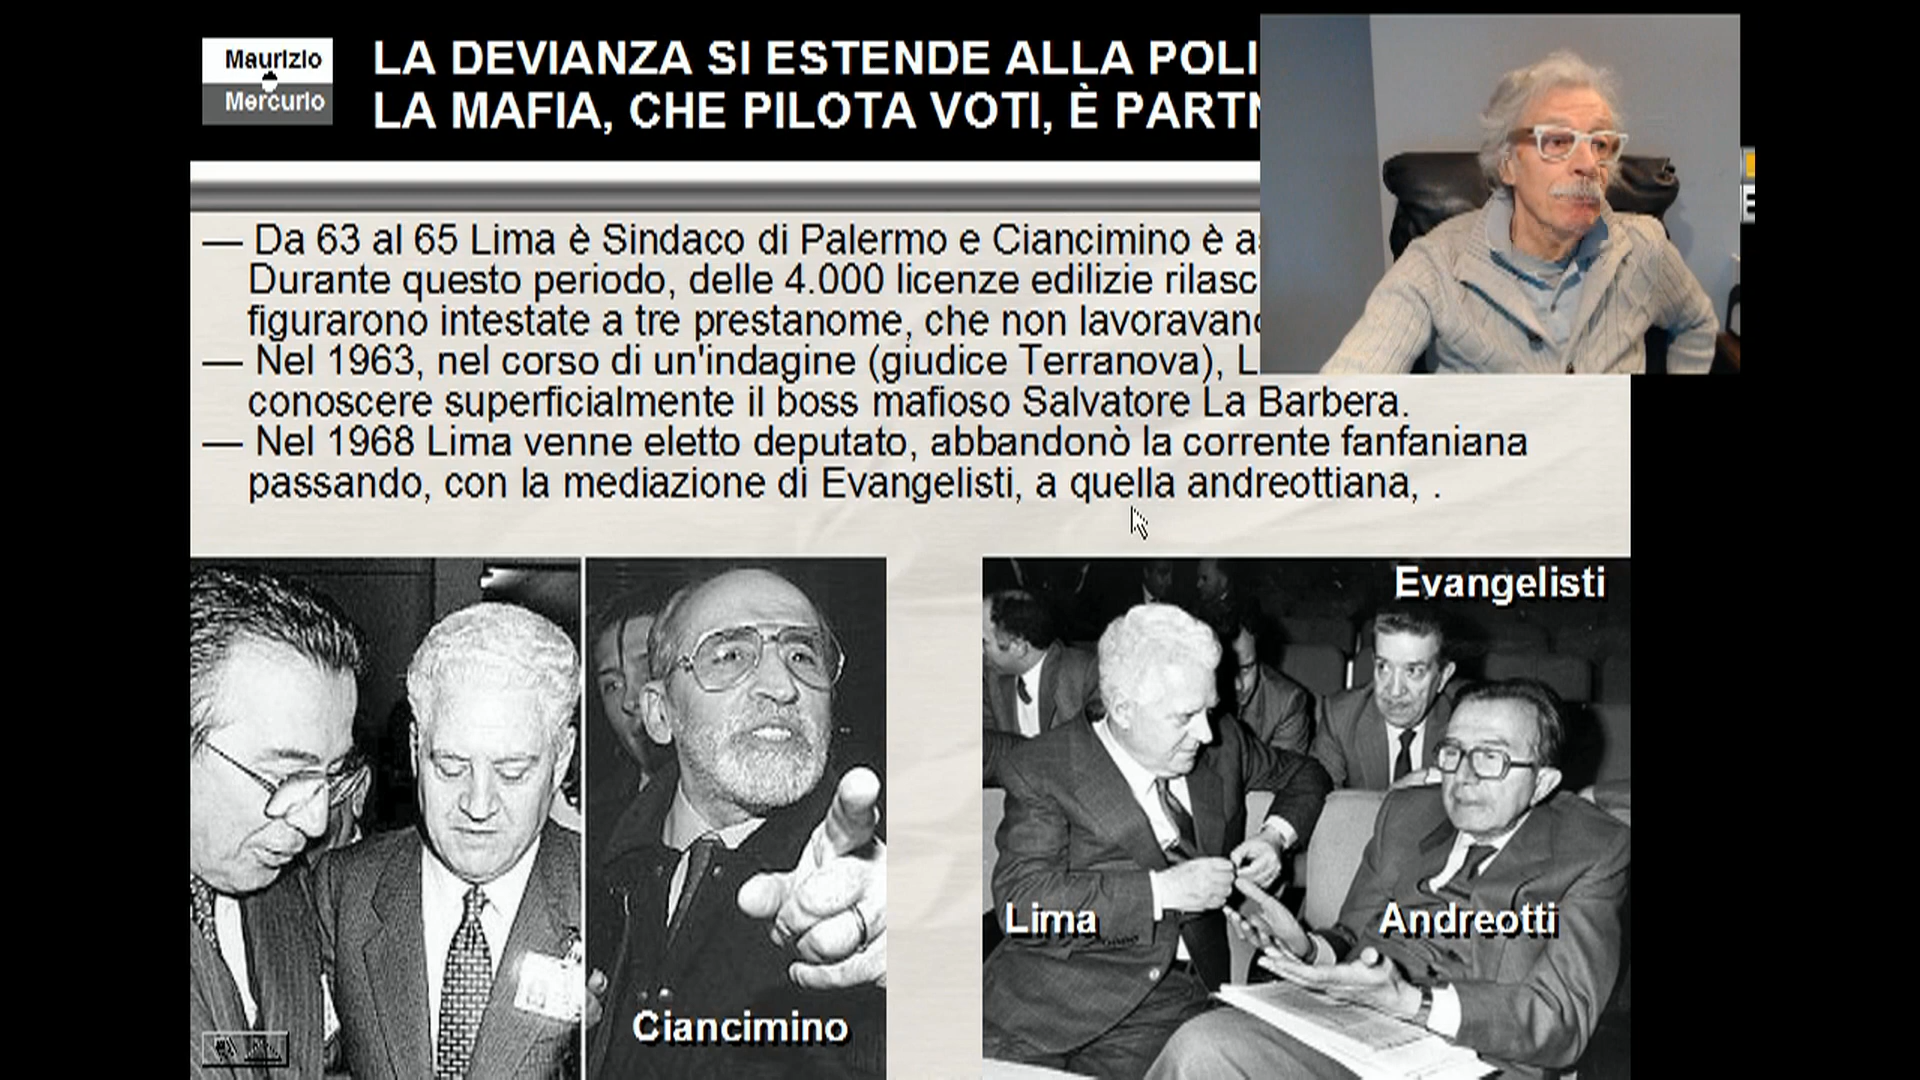 Maurizio
Mercurio
LA DEVIANZA SI ESTENDE ALLA POLI
LA MAFIA, CHE PILOTA VOTI, È PARTN
— Da 63 al 65 Lima è Sindaco di Palermo e Ciancimino è as
Durante questo periodo, delle 4.000 licenze edilizie rilasc
figurarono intestate a tre prestanome, che non lavoravano
— Nel 1963, nel corso di un'indagine (giudice Terranova), L
conoscere superficialmente il boss mafioso Salvatore La Barbera.
— Nel 1968 Lima venne eletto deputato, abbandonò la corrente fanfaniana
passando, con la mediazione di Evangelisti, a quella andreottiana, .
Evangelisti
Lima
Andreotti
Ciancimino